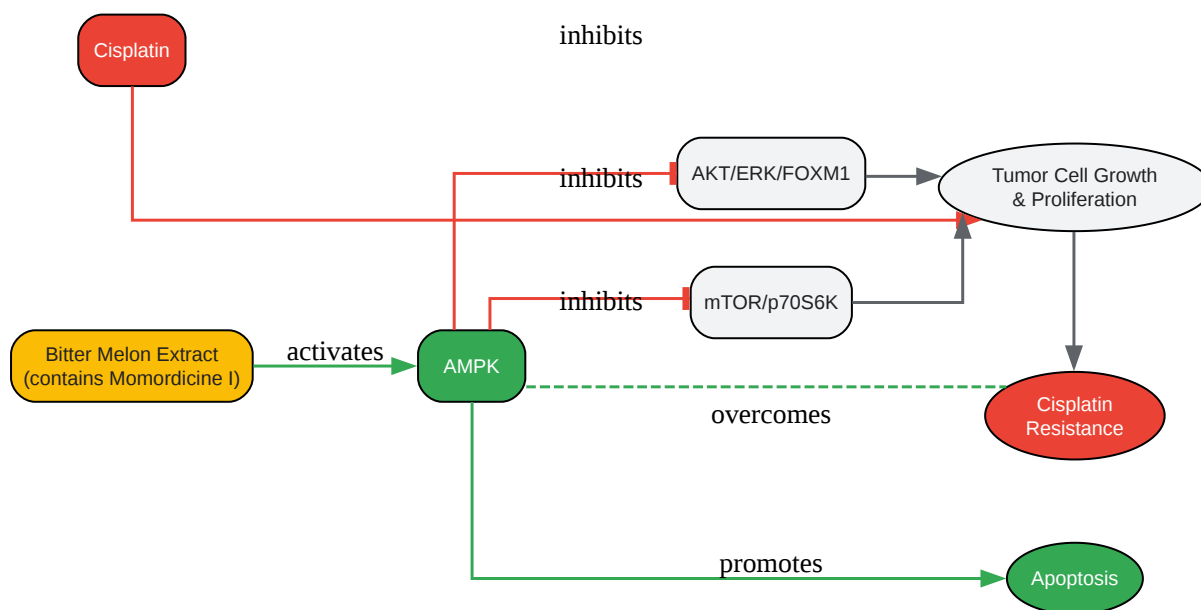 inhibits
Cisplatin
AKT/ERK/FOXM1
inhibits
Tumor Cell Growth
& Proliferation
mTOR/p70S6K
inhibits
Bitter Melon Extract
(contains Momordicine I)
activates
AMPK
overcomes
Cisplatin
Resistance
promotes
Apoptosis